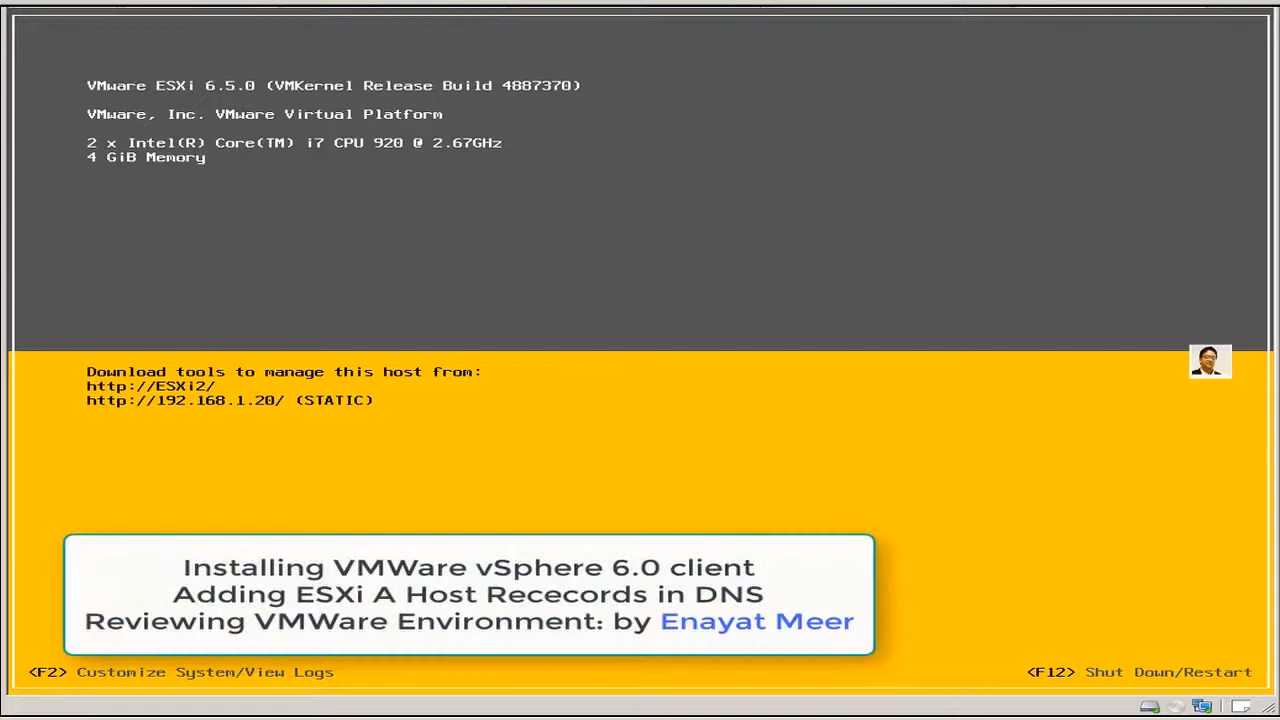 VMware ESXi 6.5.0 (VMKernel Release Build 4887370)
VMware, Inc. VMware Virtual Platform
2 x Intel(R) Core(TM) i7 CPU 920 @ 2.67GHz
4 GiB Memory
Download tools to manage this host from:
http://ESXi2/
http://192.168.1.20/ (STATIC)
Installing VMWare vSphere 6.0 client
Adding ESXi A Host Rececords in DNS
Reviewing VMWare Environment: by Enayat Meer
<F2> Customize System/View Logs
<F12> Shut Down/Restart